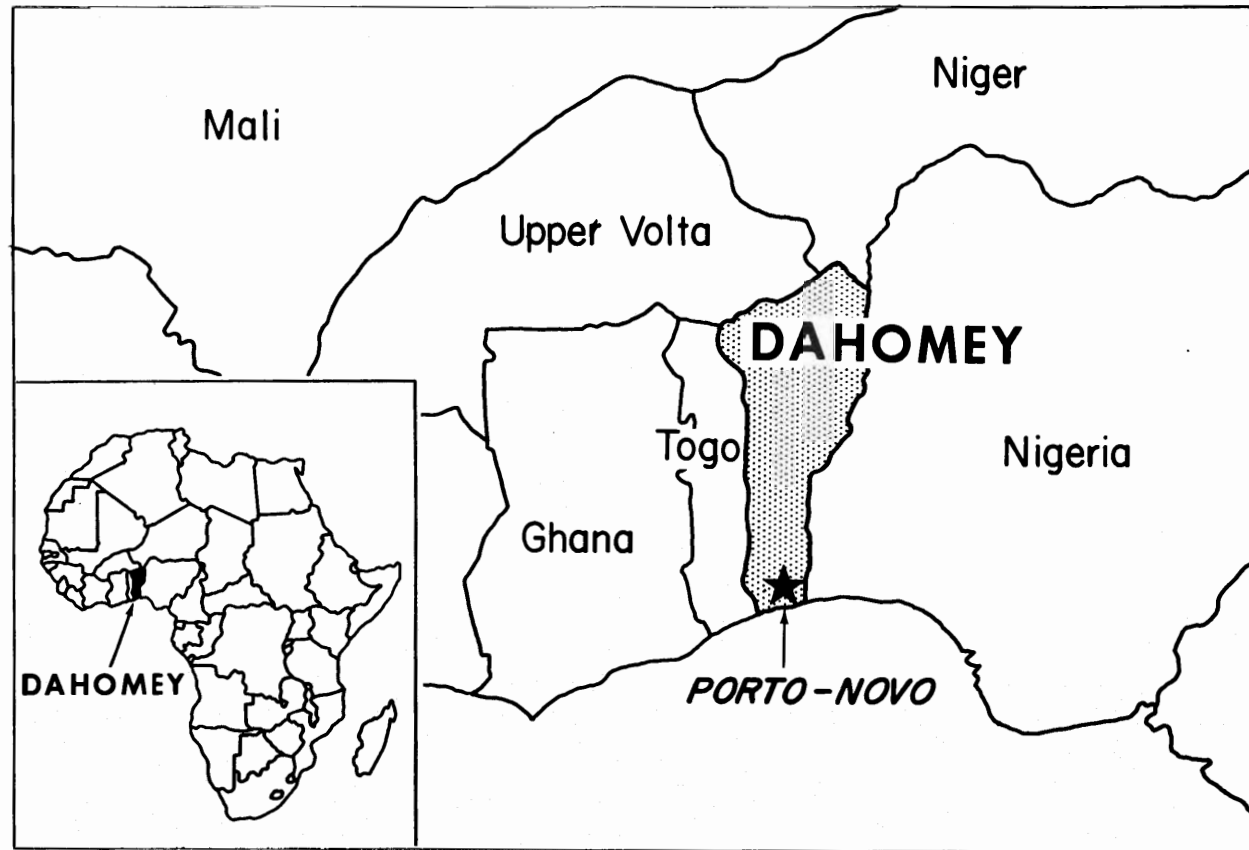 Niger
Mali
Upper Volta
DAHOMEY
Togo
Nigeria
Ghana
DAHOMEY
PORTO-NOVO